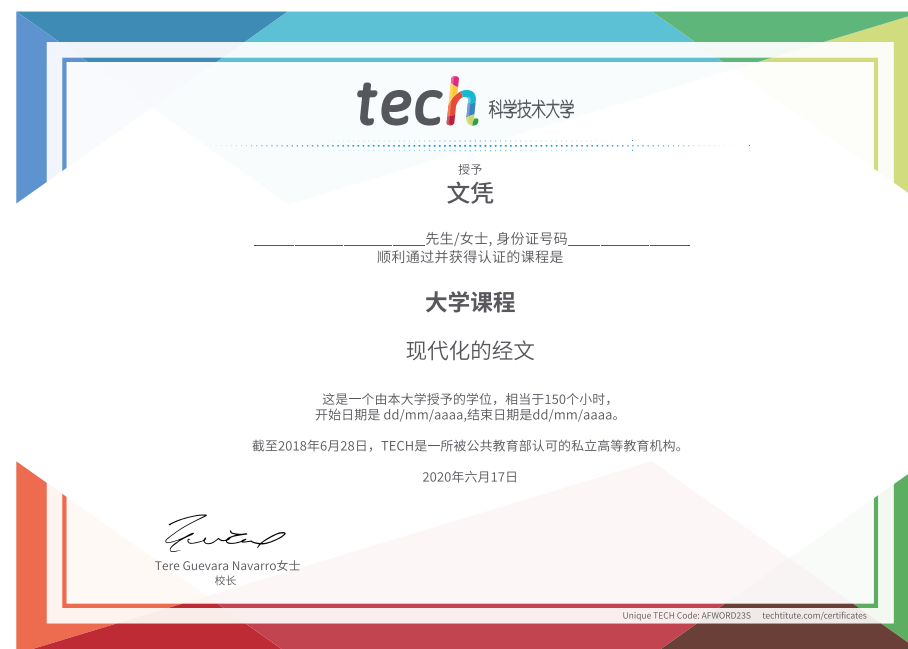 tech 科学技术大学
授予
文凭
_____________________先生/女士, 身份证号码_______________
顺利通过并获得认证的课程是
大学课程
现代化的经文
这是一个由本大学授予的学位，相当于150个小时，
开始日期是 dd/mm/aaaa,结束日期是dd/mm/aaaa。
截至2018年6月28日，TECH是一所被公共教育部认可的私立高等教育机构。
2020年六月17日
Tere Guevara Navarro女士
校长
Unique TECH Code: AFWORD23S techtitute.com/certificates